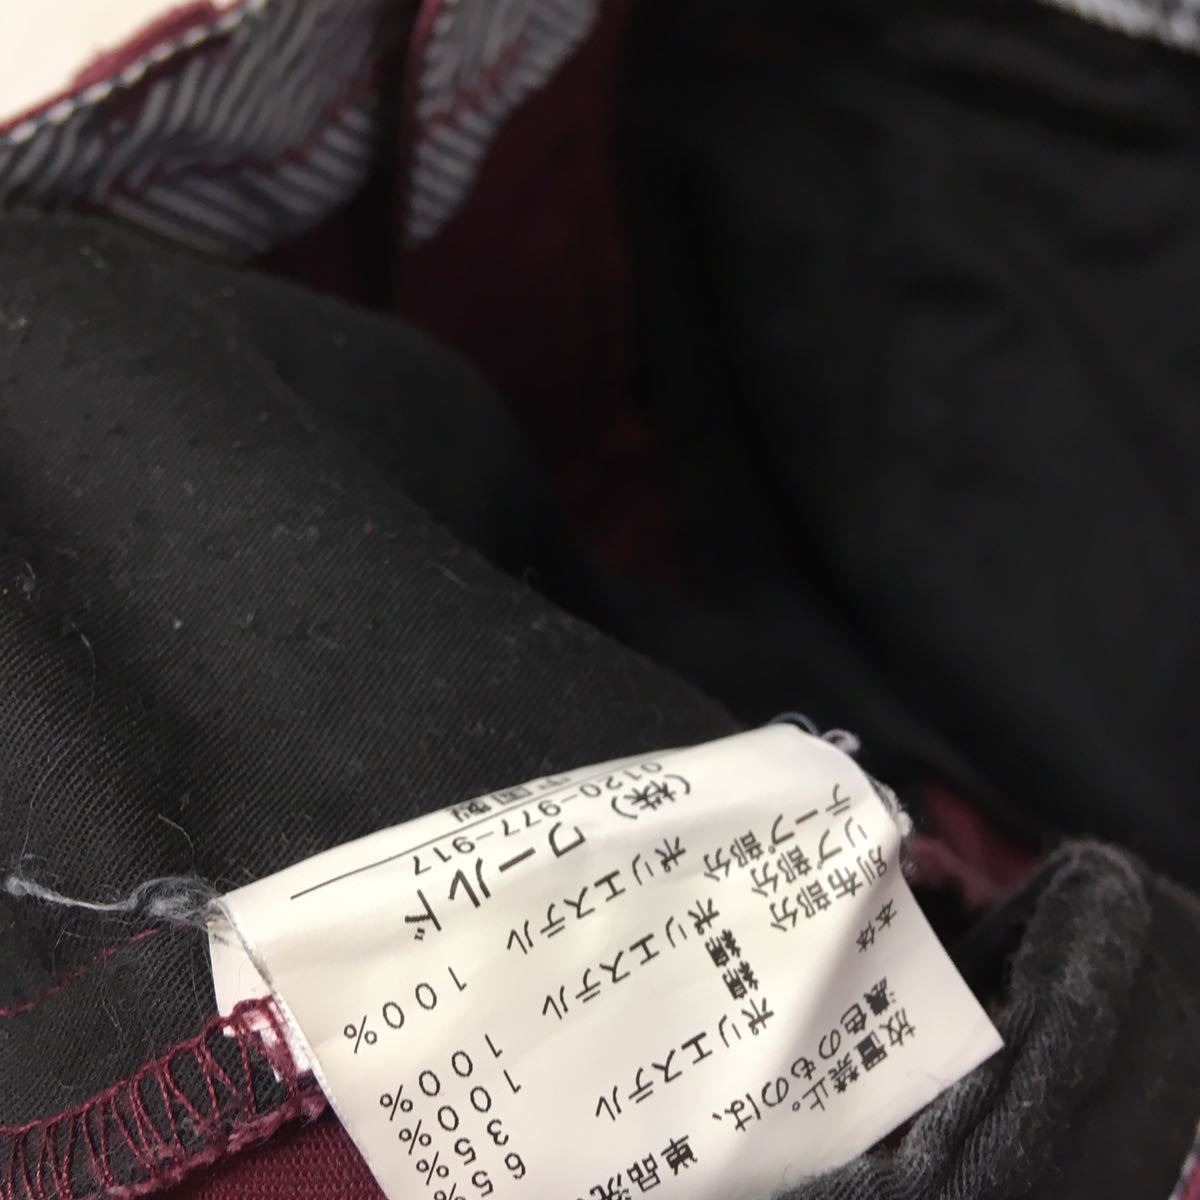 放置禁止。
濃色のものは、単品洗
本体 ポリエステル 65%
綿 35%
別布部分 綿 100%
リブ部分 ポリエステル 100%
テープ部分 ポリエステル 100%
(株)ワールド
0120-977-917
中国製